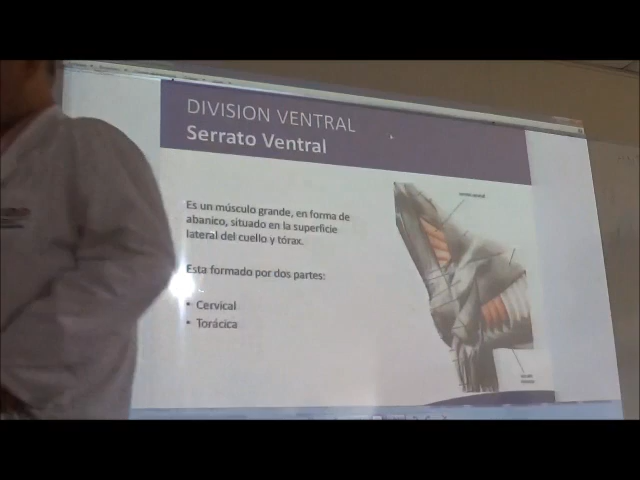 DIVISION VENTRAL
Serrato Ventral
Es un músculo grande, en forma de
abanico, situado en la superficie
lateral del cuello y tórax.
Esta formado por dos partes:
• Cervical
• Torácica